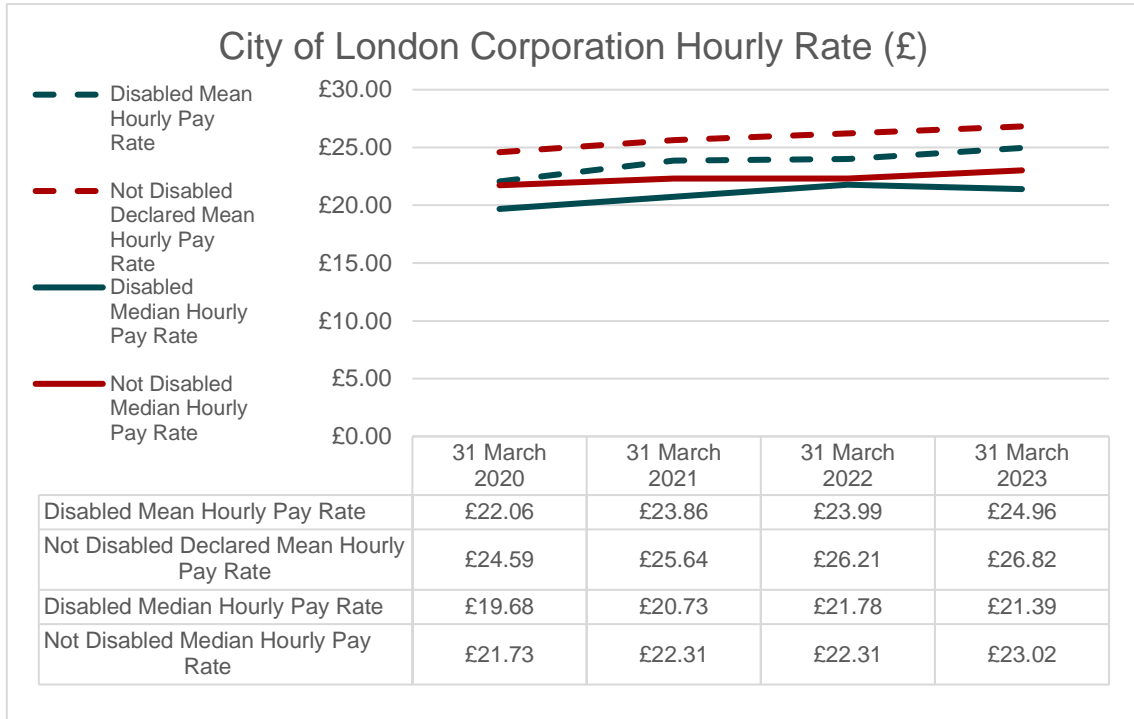 City of London Corporation Hourly Rate (£)
Disabled Mean
Hourly Pay
Rate
Not Disabled
Declared Mean
Hourly Pay
Rate
Disabled
Median Hourly
Pay Rate
Not Disabled
Median Hourly
Pay Rate
£30.00
£25.00
£20.00
£15.00
£10.00
£5.00
£0.00
31 March
2020
31 March
2021
31 March
2022
31 March
2023
Disabled Mean Hourly Pay Rate £22.06 £23.86 £23.99 £24.96
Not Disabled Declared Mean Hourly
Pay Rate
£24.59 £25.64 £26.21 £26.82
Disabled Median Hourly Pay Rate £19.68 £20.73 £21.78 £21.39
Not Disabled Median Hourly Pay
Rate
£21.73 £22.31 £22.31 £23.02